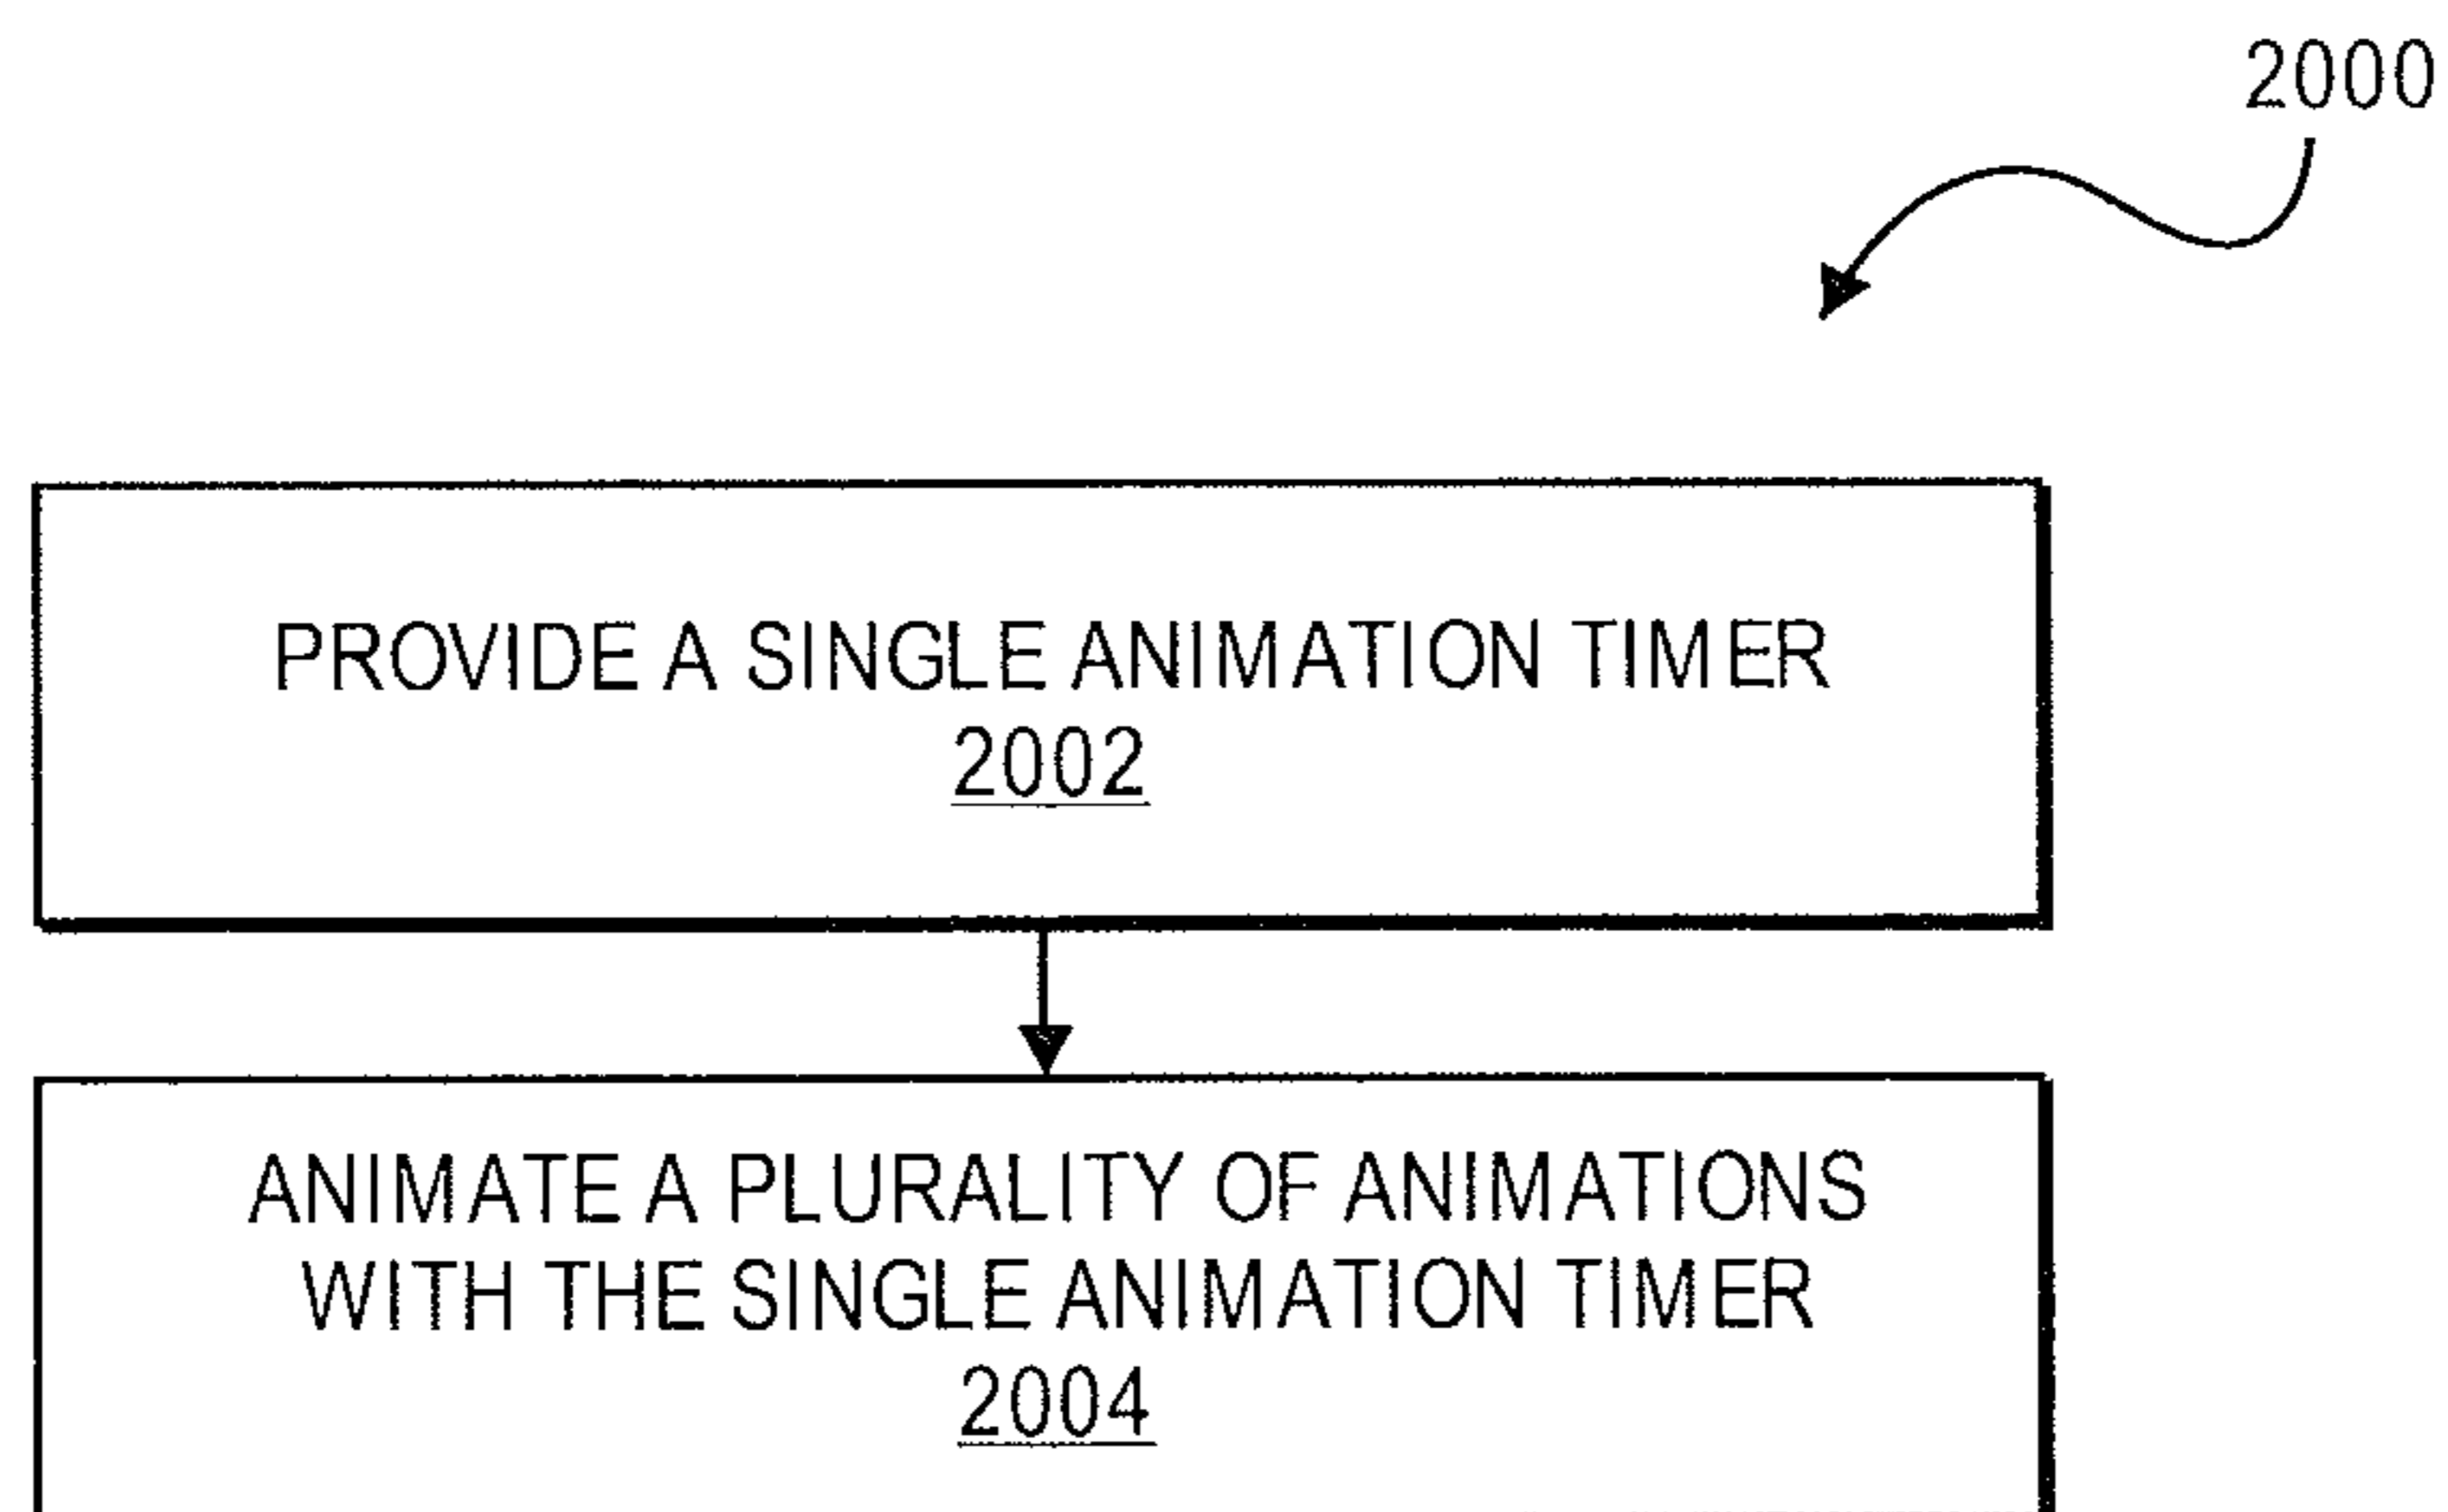 2000
PROVIDE A SINGLE ANIMATION TIMER
2002
ANIMATE A PLURALITY OF ANIMATIONS
WITH THE SINGLE ANIMATION TIMER
2004